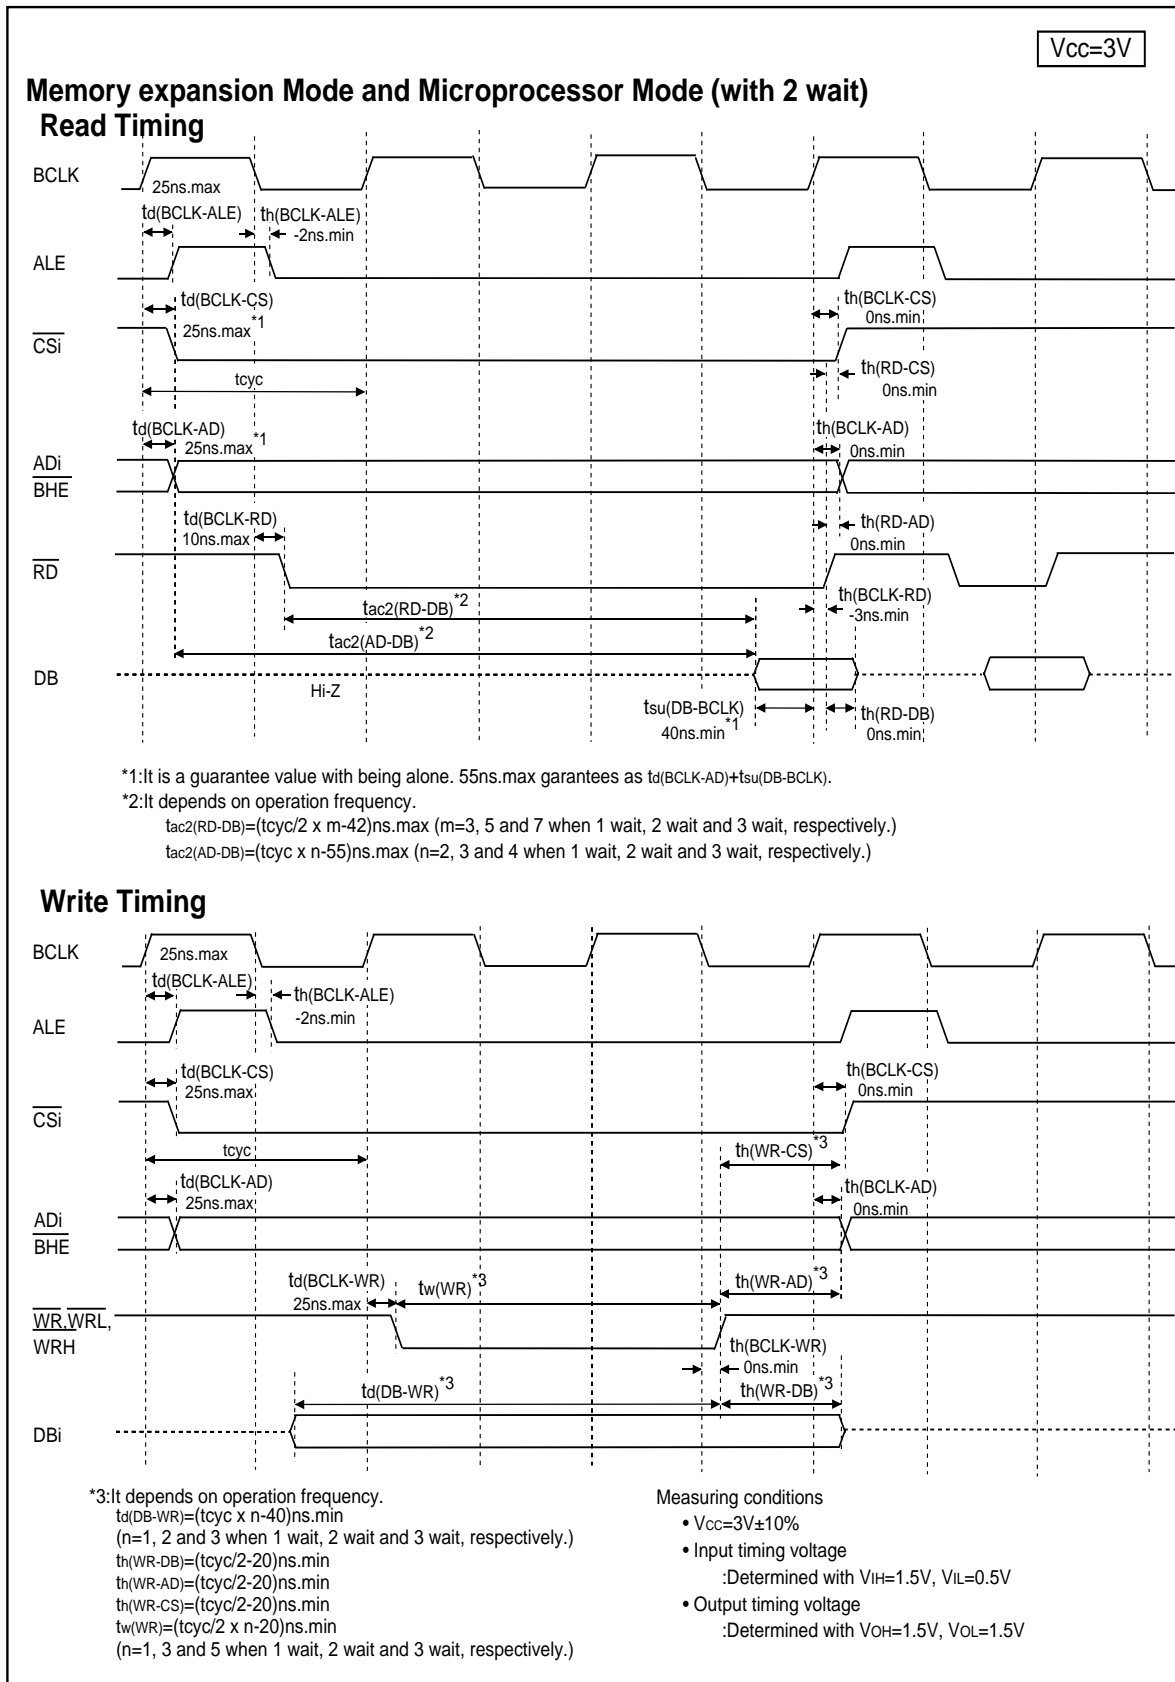 Vcc=3V
Memory expansion Mode and Microprocessor Mode (with 2 wait)
Read Timing
BCLK
25ns.max
td(BCLK-ALE)
th(BCLK-ALE)
-2ns.min
ALE
td(BCLK-CS)
25ns.max*1
th(BCLK-CS)
0ns.min
CSi
th(RD-CS)
0ns.min
tcyc
td(BCLK-AD)
25ns.max*1
th(BCLK-AD)
0ns.min
ADi
BHE
td(BCLK-RD)
10ns.max
th(RD-AD)
0ns.min
RD
th(BCLK-RD)
-3ns.min
tac2(RD-DB)*2
tac2(AD-DB)*2
DB
Hi-Z
tsu(DB-BCLK)
40ns.min*1
th(RD-DB)
0ns.min
*1:It is a guarantee value with being alone. 55ns.max garantees as td(BCLK-AD)+tsu(DB-BCLK).
*2:It depends on operation frequency.
tac2(RD-DB)=(tcyc/2 x m-42)ns.max (m=3, 5 and 7 when 1 wait, 2 wait and 3 wait, respectively.)
tac2(AD-DB)=(tcyc x n-55)ns.max (n=2, 3 and 4 when 1 wait, 2 wait and 3 wait, respectively.)
Write Timing
BCLK
25ns.max
td(BCLK-ALE)
th(BCLK-ALE)
-2ns.min
ALE
td(BCLK-CS)
25ns.max
th(BCLK-CS)
0ns.min
CSi
tcyc
th(WR-CS)*3
td(BCLK-AD)
25ns.max
th(BCLK-AD)
0ns.min
ADi
BHE
td(BCLK-WR)
25ns.max
tw(WR)*3
th(WR-AD)*3
WR,WRL,
WRH
th(BCLK-WR)
0ns.min
td(DB-WR)*3
th(WR-DB)*3
DBi
*3:It depends on operation frequency.
td(DB-WR)=(tcyc x n-40)ns.min
(n=1, 2 and 3 when 1 wait, 2 wait and 3 wait, respectively.)
th(WR-DB)=(tcyc/2-20)ns.min
th(WR-AD)=(tcyc/2-20)ns.min
th(WR-CS)=(tcyc/2-20)ns.min
tw(WR)=(tcyc/2 x n-20)ns.min
(n=1, 3 and 5 when 1 wait, 2 wait and 3 wait, respectively.)
Measuring conditions
• VCC=3V±10%
• Input timing voltage
:Determined with VIH=1.5V, VIL=0.5V
• Output timing voltage
:Determined with VOH=1.5V, VOL=1.5V